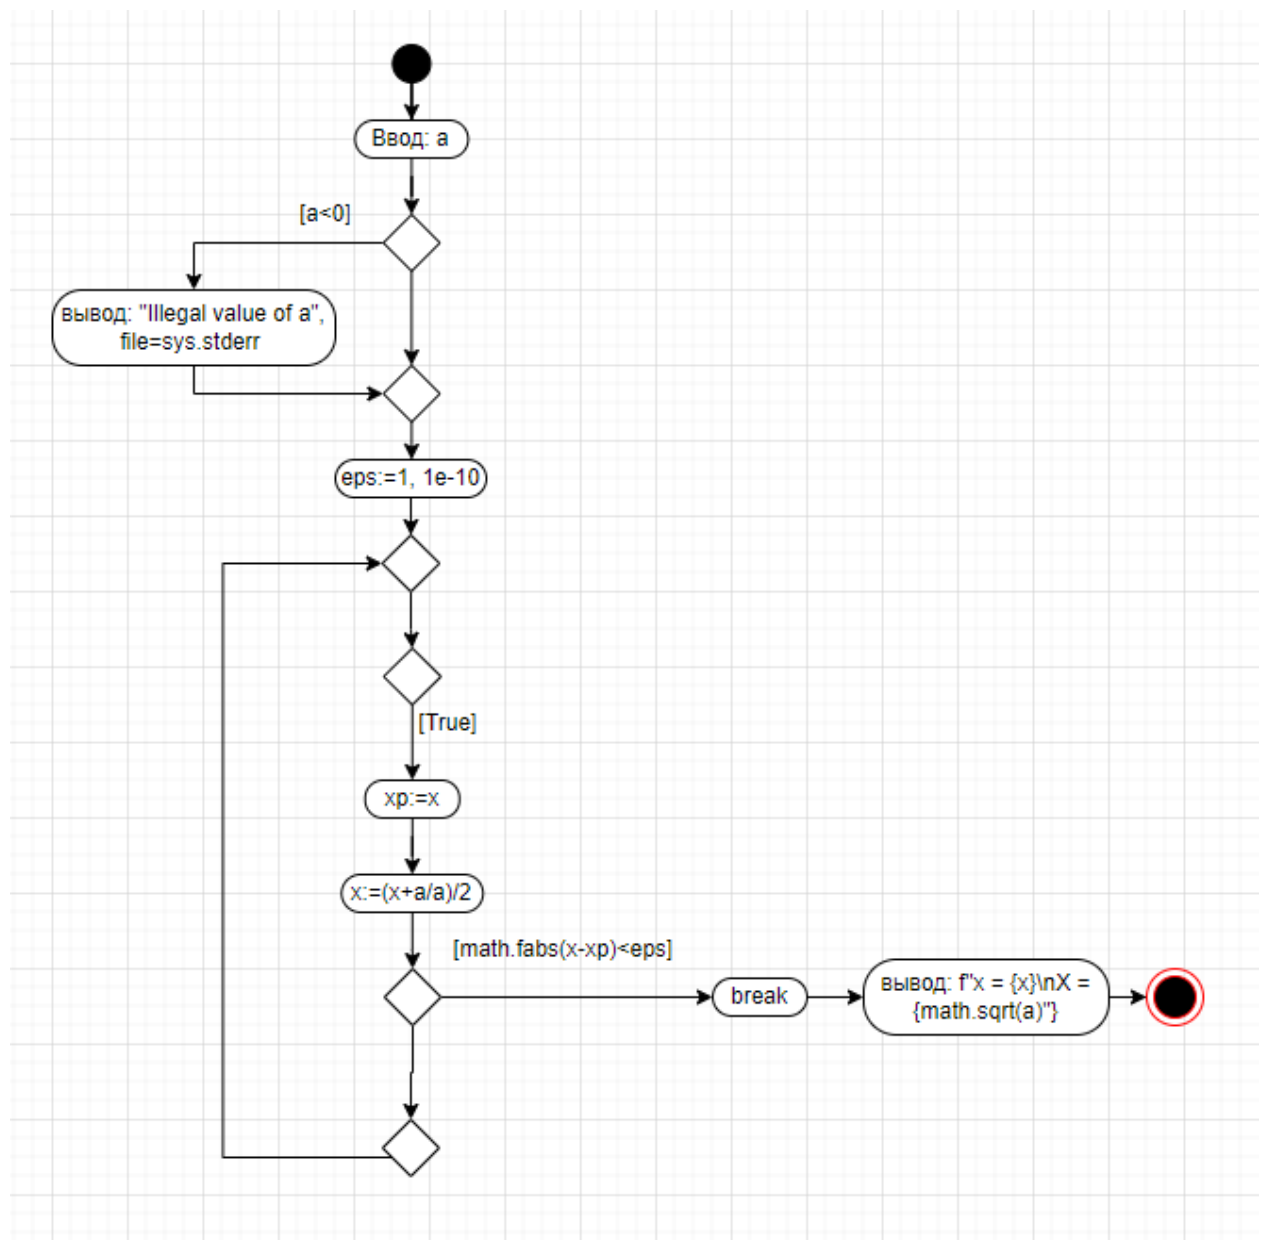 Ввод: a
[a<0]
вывод: "Illegal value of a",
file=sys.stderr
eps:=1, 1e-10
[True]
xp:=x
x:=(x+a/a)/2
[math.fabs(x-xp)<eps]
break
вывод: f"x = {x}\nX =
{math.sqrt(a)"}